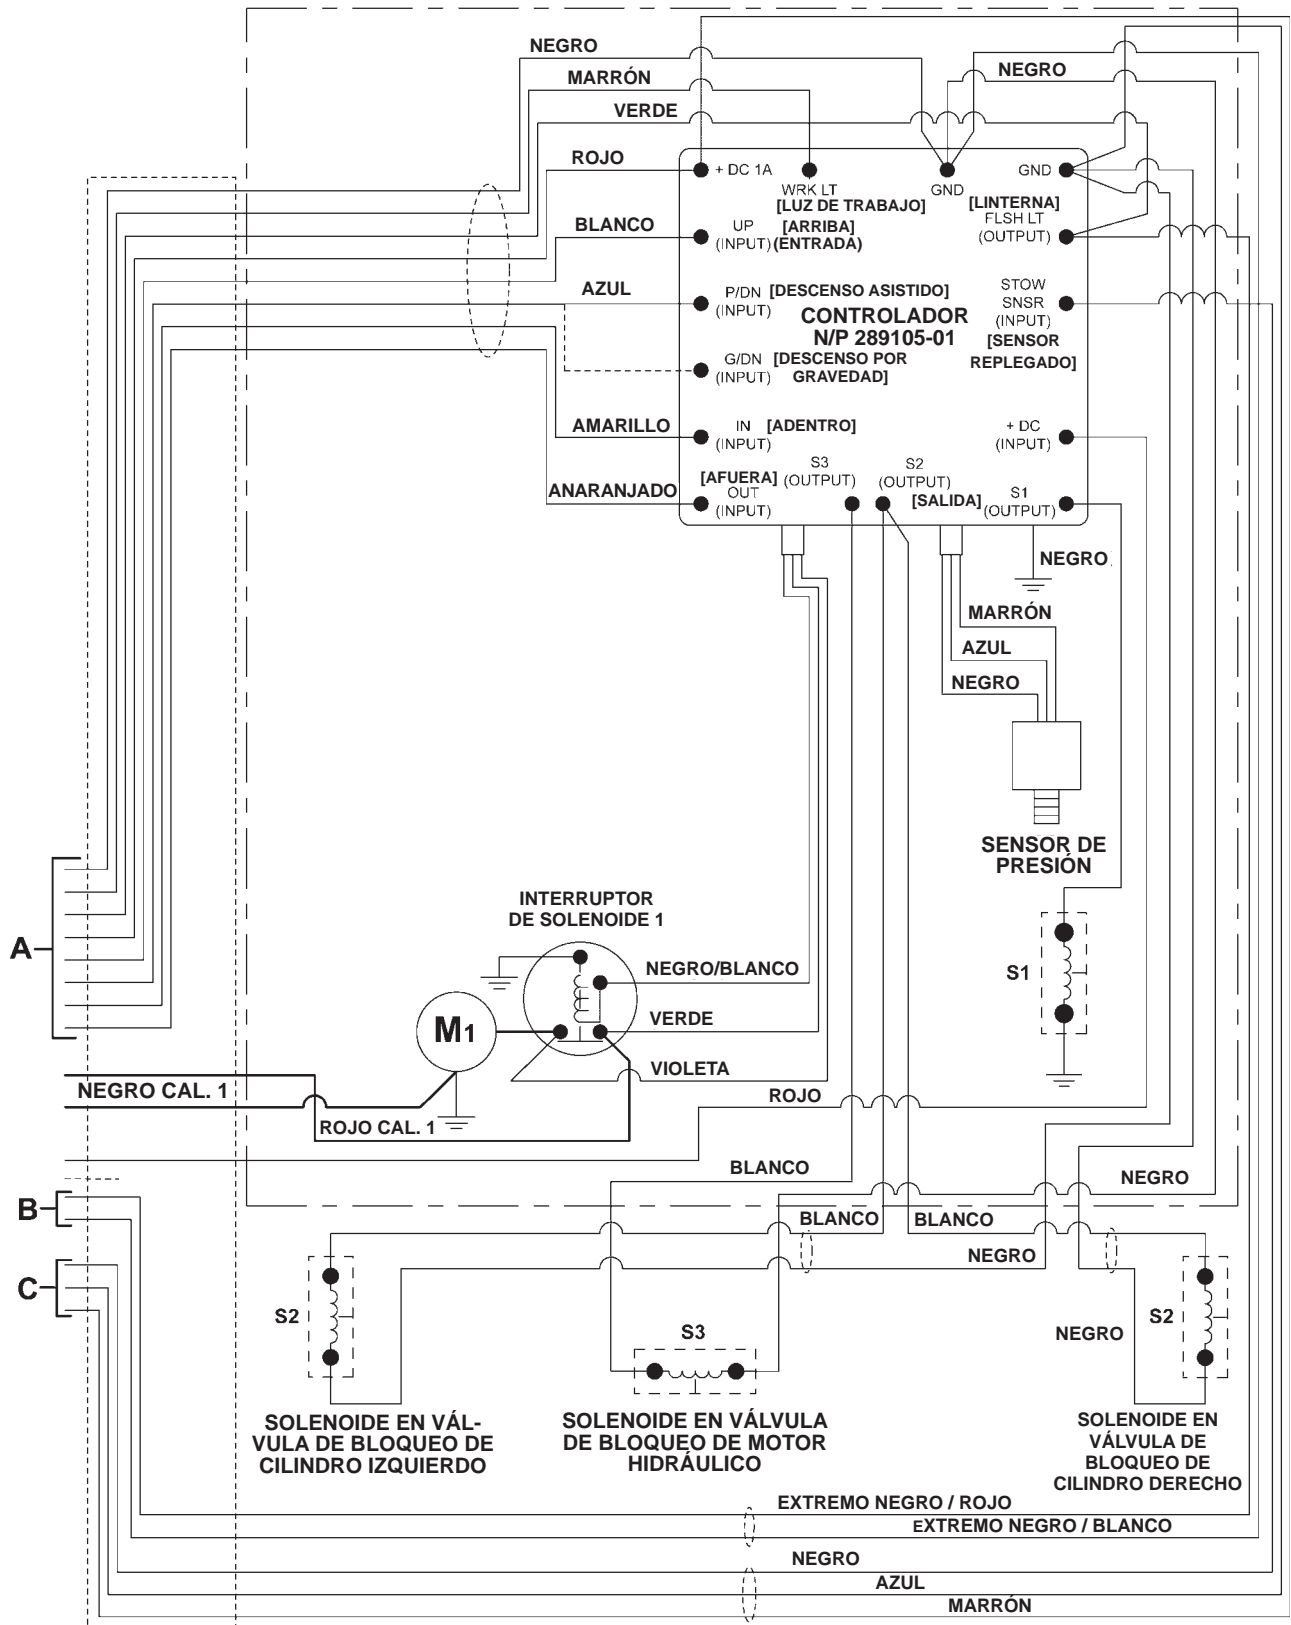 NEGRO
MARRÓN
VERDE
NEGRO
ROJO
+ DC 1A
WRK LT
[LUZ DE TRABAJO]
GND
GND
[LINTERNA]
FLSH LT
(OUTPUT)
BLANCO
UP
(INPUT)
[ARRIBA]
(ENTRADA)
AZUL
P/DN
(INPUT)
[DESCENSO ASISTIDO]
CONTROLADOR
N/P 289105-01
STOW
SNSR
(INPUT)
[SENSOR
REPLEGADO]
G/DN
(INPUT)
[DESCENSO POR
GRAVEDAD]
AMARILLO
IN
(INPUT)
[ADENTRO]
+ DC
(INPUT)
ANARANJADO
[AFUERA]
OUT
(INPUT)
S3
(OUTPUT)
S2
(OUTPUT)
[SALIDA]
S1
(OUTPUT)
NEGRO
MARRÓN
AZUL
NEGRO
SENSOR DE
PRESIÓN
INTERRUPTOR
DE SOLENOIDE 1
A
NEGRO/BLANCO
S1
M1
VERDE
VIOLETA
NEGRO CAL. 1
ROJO
ROJO CAL. 1
BLANCO
NEGRO
B
BLANCO
BLANCO
NEGRO
C
S2
S3
NEGRO
S2
SOLENOIDE EN VÁL-
VULA DE BLOQUEO DE
CILINDRO IZQUIERDO
SOLENOIDE EN VÁLVULA
DE BLOQUEO DE MOTOR
HIDRÁULICO
SOLENOIDE EN
VÁLVULA DE
BLOQUEO DE
CILINDRO DERECHO
EXTREMO NEGRO / ROJO
EXTREMO NEGRO / BLANCO
NEGRO
AZUL
MARRÓN